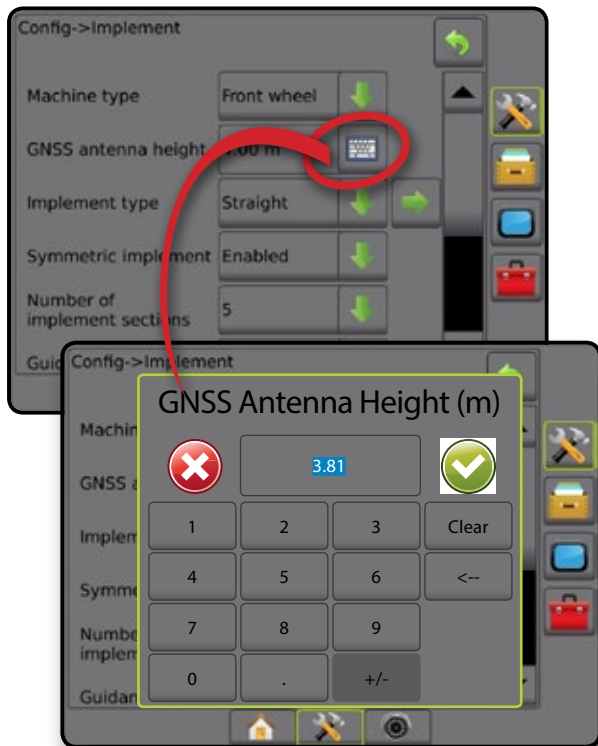 Config->Implement
Machine type Front wheel
GNSS antenna height .00 m
Implement type Straight
Symmetric implement Enabled
Number of
implement sections 5
Config->Implement
GNSS Antenna Height (m)
3.81
1 2 3 Clear
4 5 6 <--
7 8 9
0 . +/-
GNSS